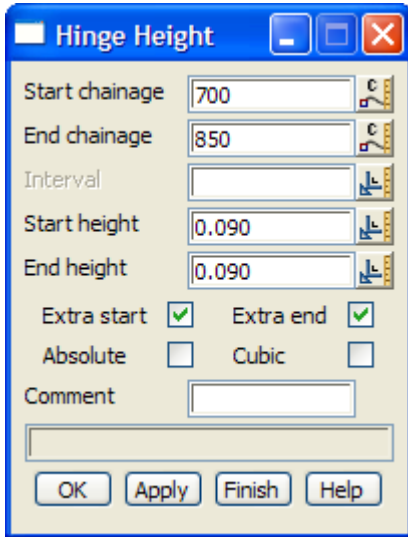 Hinge Height
Start chainage 700
End chainage 850
Interval
Start height 0.090
End height 0.090
Extra start Extra end
Absolute Cubic
Comment
OK Apply Finish Help